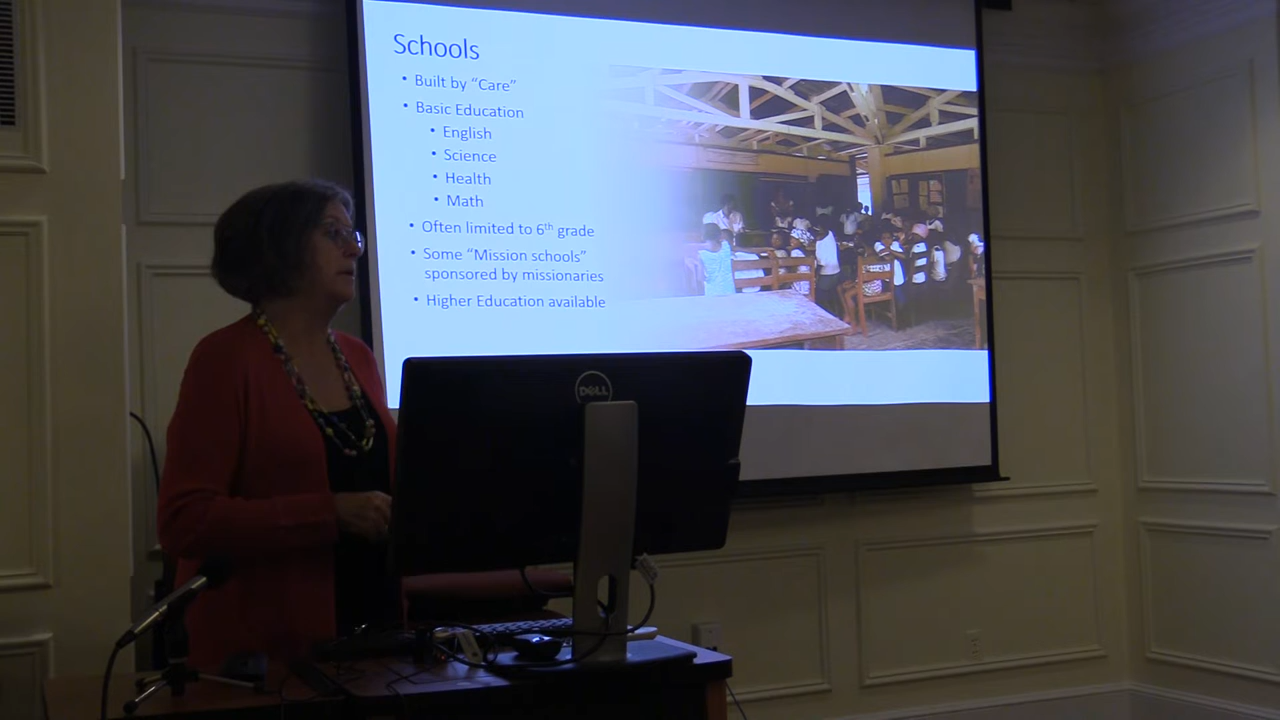 Schools
• Built by “Care”
• Basic Education
• English
• Science
• Health
• Math
• Often limited to 6th grade
• Some “Mission schools”
sponsored by missionaries
• Higher Education available
DELL